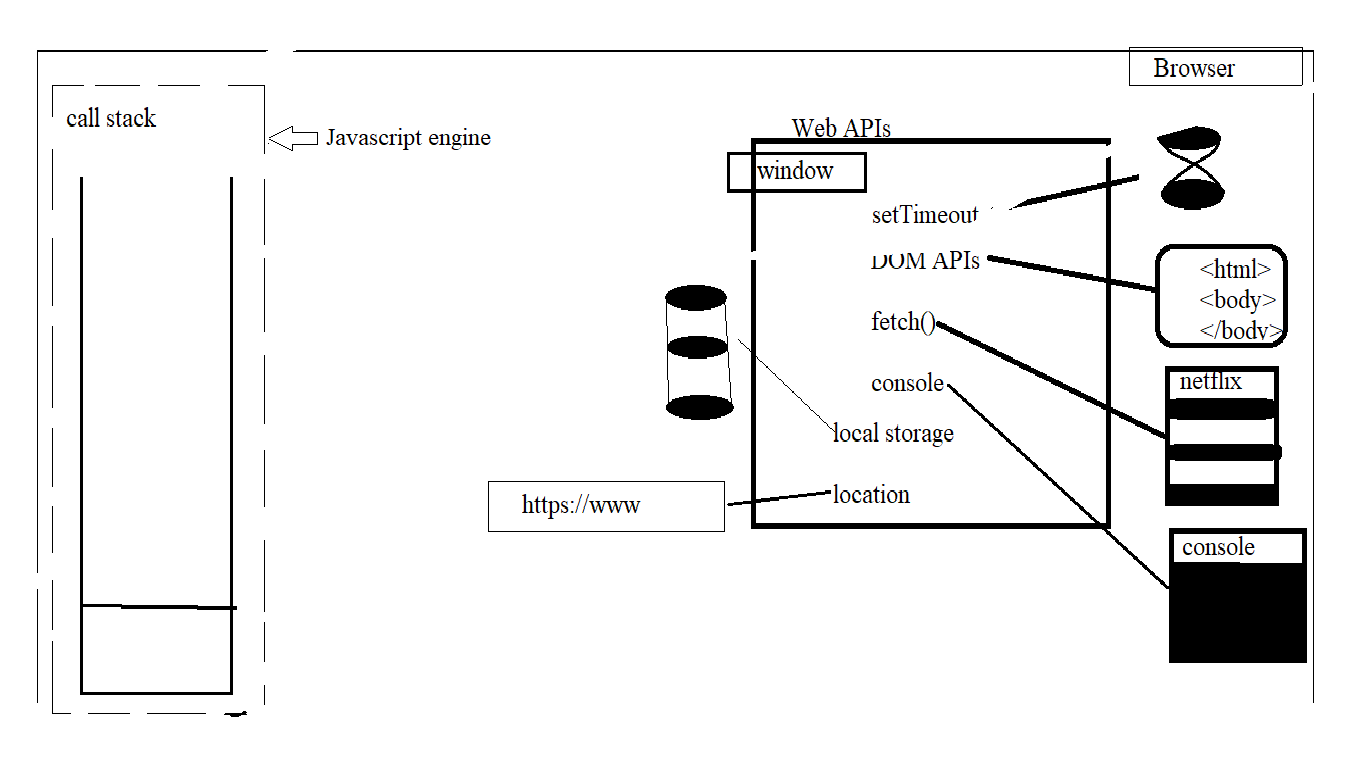 Browser
call stack
Javascript engine
Web APIs
window
setTimeout
DOM APIs
<html>
<body>
</body>
fetch()
netflix
console
local storage
location
https://www
console